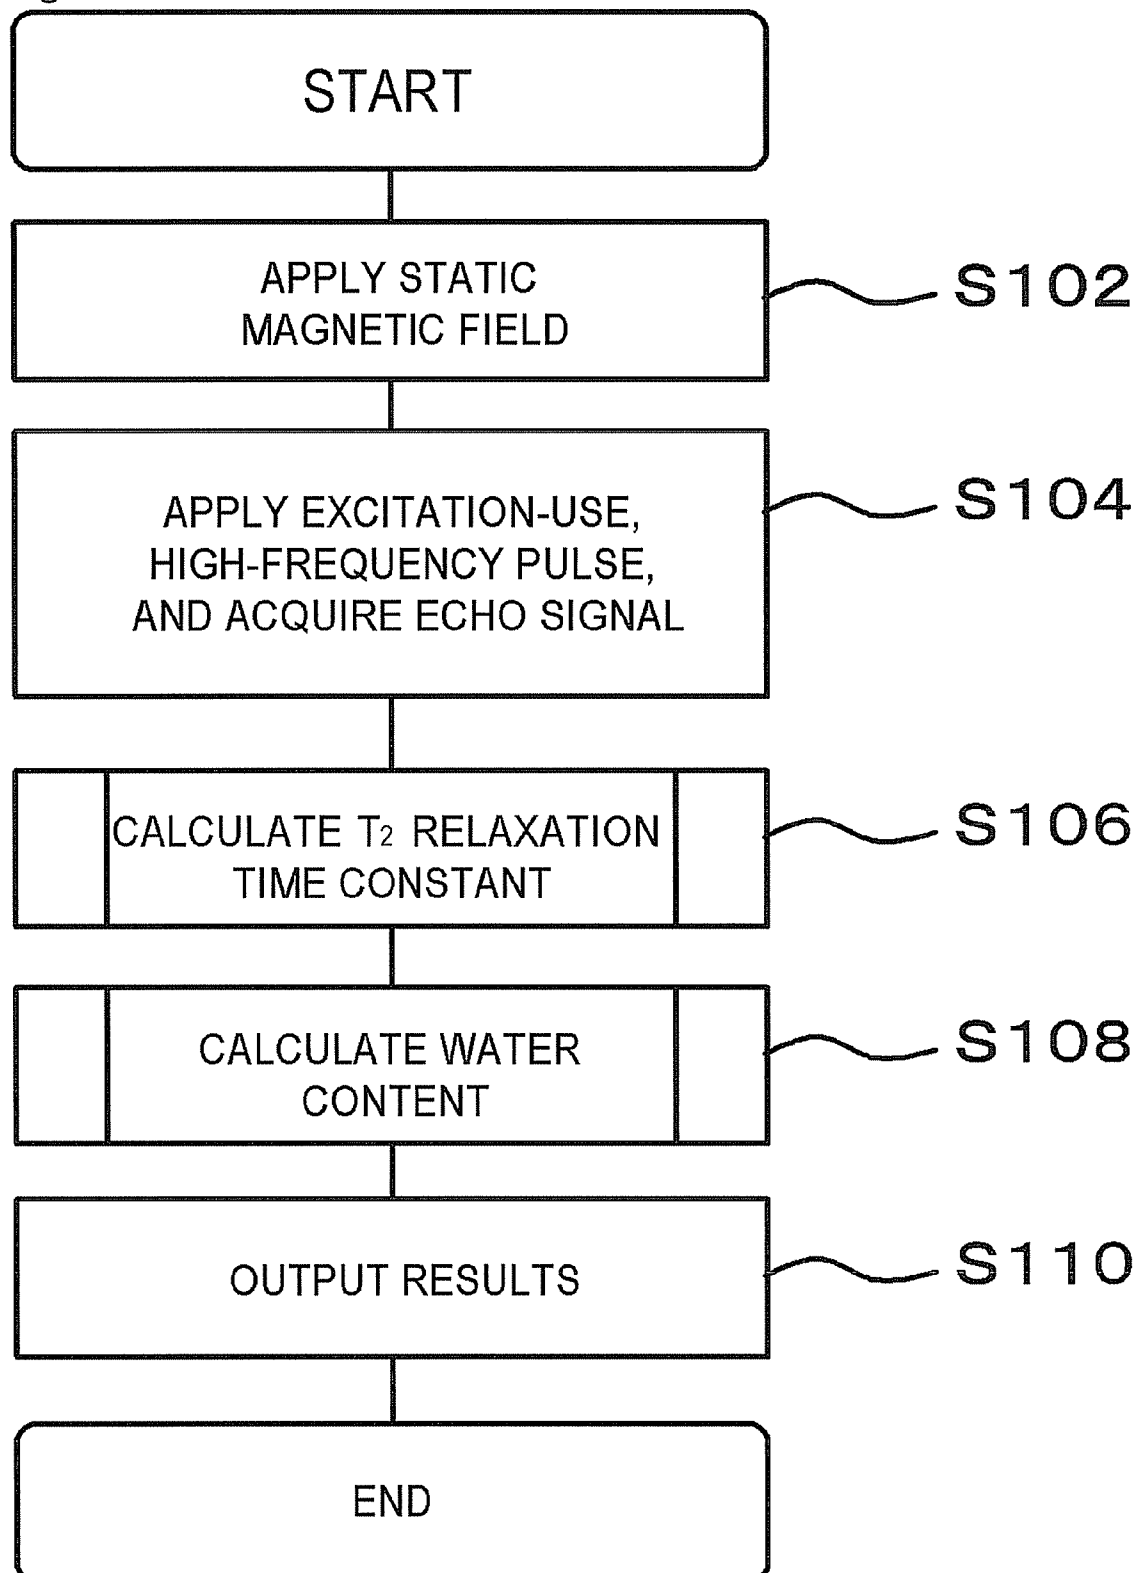 START
APPLY STATIC
MAGNETIC FIELD
S102
APPLY EXCITATION-USE,
HIGH-FREQUENCY PULSE,
AND ACQUIRE ECHO SIGNAL
S104
CALCULATE T2 RELAXATION
TIME CONSTANT
S106
CALCULATE WATER
CONTENT
S108
OUTPUT RESULTS
S110
END